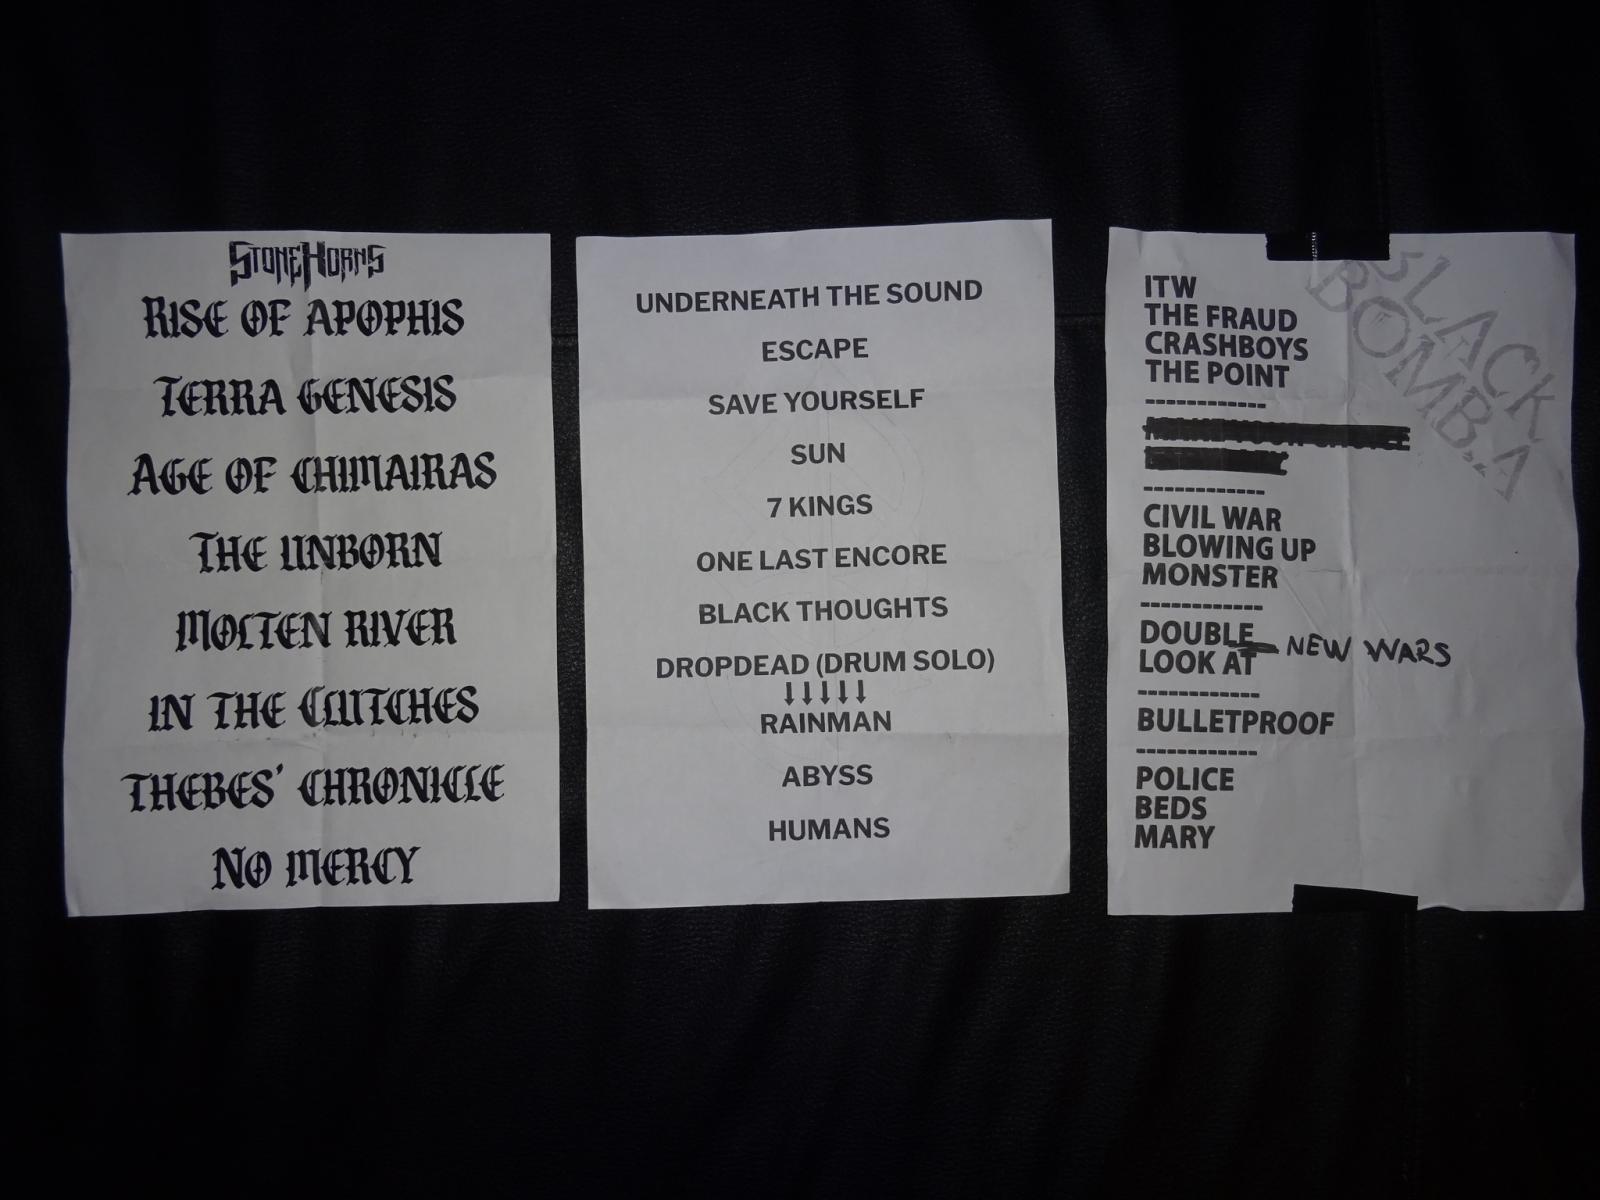 STONEHORNS
RISE OF APOPHIS
TERRA GENESIS
AGE OF CHIMAIRAS
THE UNBORN
MOLTEN RIVER
IN THE CLUTCHES
THEBES' CHRONICLE
NO MERCY
UNDERNEATH THE SOUND
ESCAPE
SAVE YOURSELF
SUN
7 KINGS
ONE LAST ENCORE
BLACK THOUGHTS
DROPDEAD (DRUM SOLO)
↓↓↓↓↓
RAINMAN
ABYSS
HUMANS
BLACK
BOMB.A
ITW
THE FRAUD
CRASHBOYS
THE POINT
------------
------------
CIVIL WAR
BLOWING UP
MONSTER
------------
DOUBLE
NEW WARS
LOOK AT
------------
BULLETPROOF
------------
POLICE
BEDS
MARY